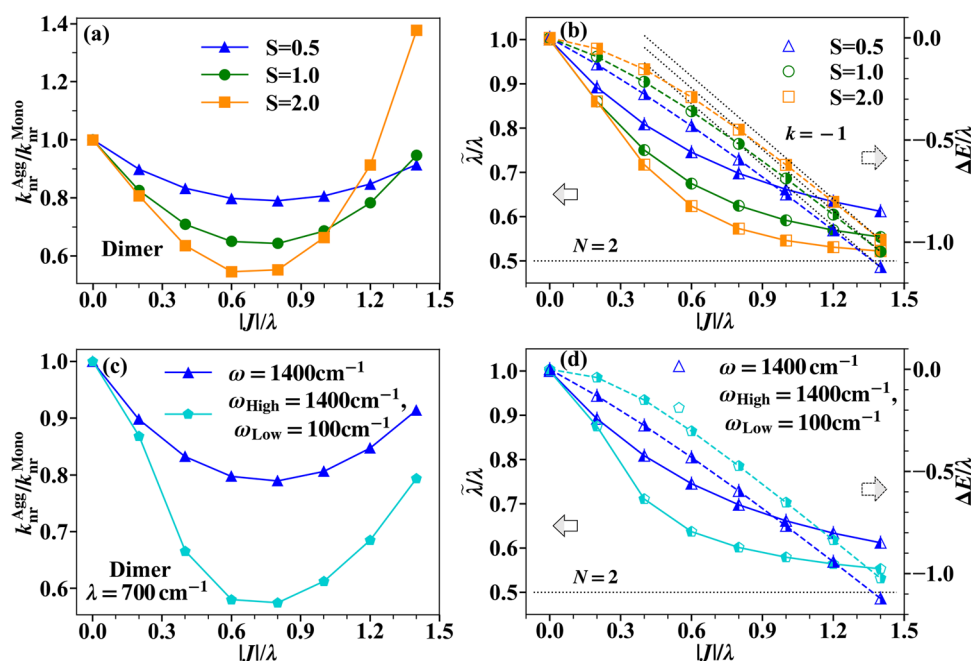 (a)
S=0.5
S=1.0
S=2.0
Dimer
1.4
1.2
1.0
0.8
0.6
0.0 0.3 0.6 0.9 1.2 1.5
|J|/λ
k_nr^Agg/k_nr^Mono
(b)
S=0.5
S=1.0
S=2.0
k = −1
N = 2
1.0
0.9
0.8
0.7
0.6
0.5
0.0
−0.5
−1.0
0.0 0.3 0.6 0.9 1.2 1.5
|J|/λ
λ̃/λ
ΔE/λ
(c)
ω = 1400cm⁻¹
ω_High = 1400cm⁻¹,
ω_Low = 100cm⁻¹
Dimer
λ = 700 cm⁻¹
1.0
0.9
0.8
0.7
0.6
0.0 0.3 0.6 0.9 1.2 1.5
|J|/λ
k_nr^Agg/k_nr^Mono
(d)
ω = 1400cm⁻¹
ω_High = 1400cm⁻¹,
ω_Low = 100cm⁻¹
N = 2
1.0
0.9
0.8
0.7
0.6
0.5
0.0
−0.5
−1.0
0.0 0.3 0.6 0.9 1.2 1.5
|J|/λ
λ̃/λ
ΔE/λ